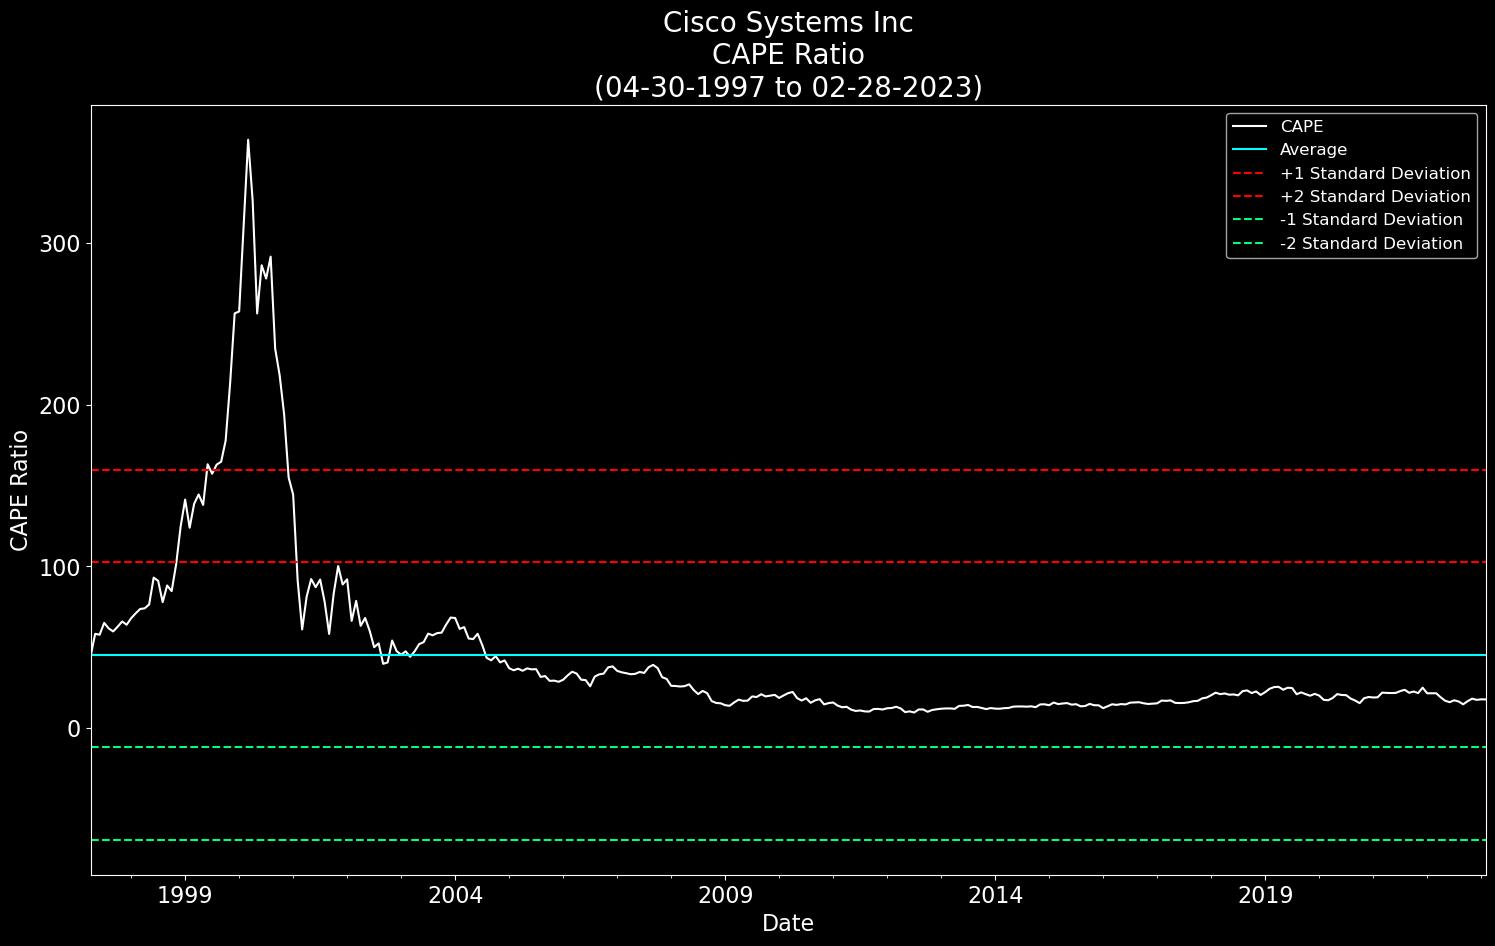 Cisco Systems Inc
CAPE Ratio
(04-30-1997 to 02-28-2023)
CAPE
Average
+1 Standard Deviation
+2 Standard Deviation
-1 Standard Deviation
-2 Standard Deviation
CAPE Ratio
300
200
100
0
1999
2004
2009
2014
2019
Date